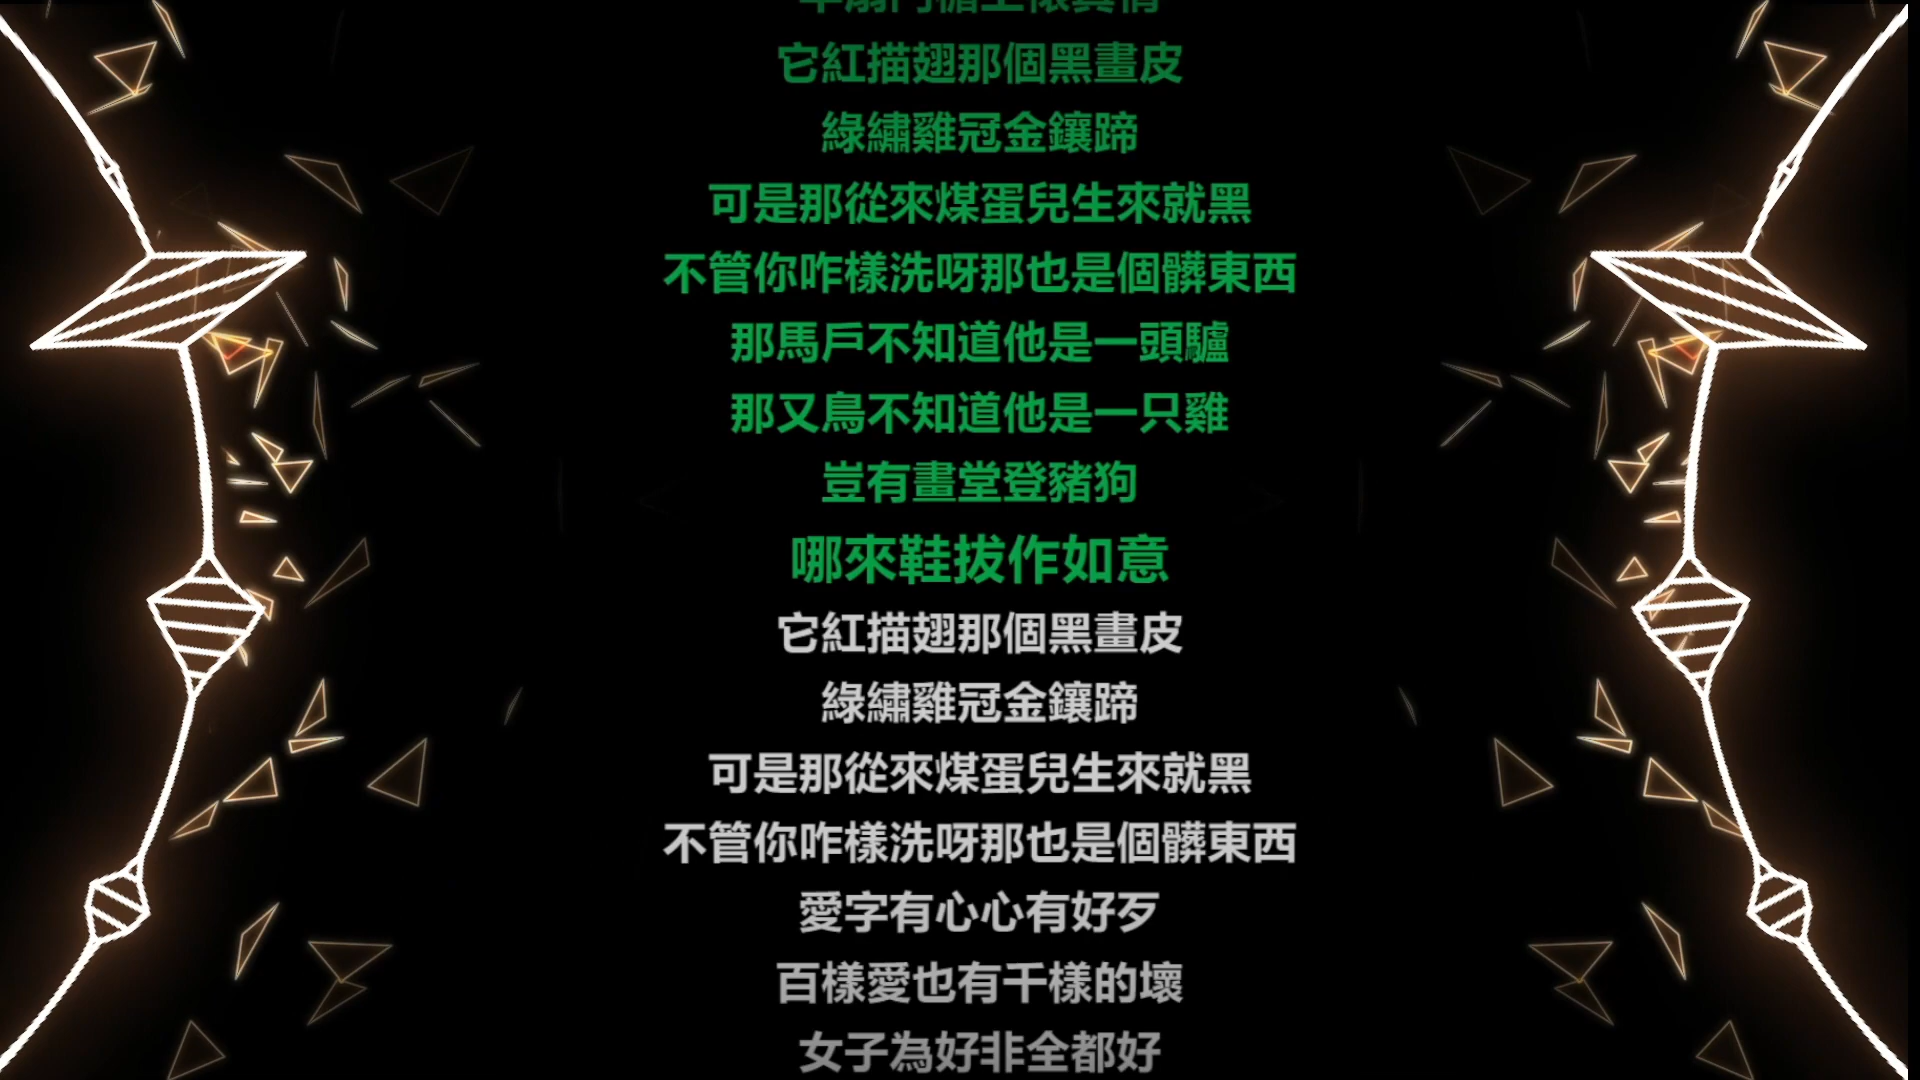 它紅描翅那個黑畫皮
綠繡雞冠金鑲蹄
可是那從來煤蛋兒生來就黑
不管你咋樣洗呀那也是個髒東西
那馬戶不知道他是一頭驢
那又鳥不知道他是一只雞
豈有畫堂登豬狗
哪來鞋拔作如意
它紅描翅那個黑畫皮
綠繡雞冠金鑲蹄
可是那從來煤蛋兒生來就黑
不管你咋樣洗呀那也是個髒東西
愛字有心心有好歹
百樣愛也有千樣的壞
女子為好非全都好